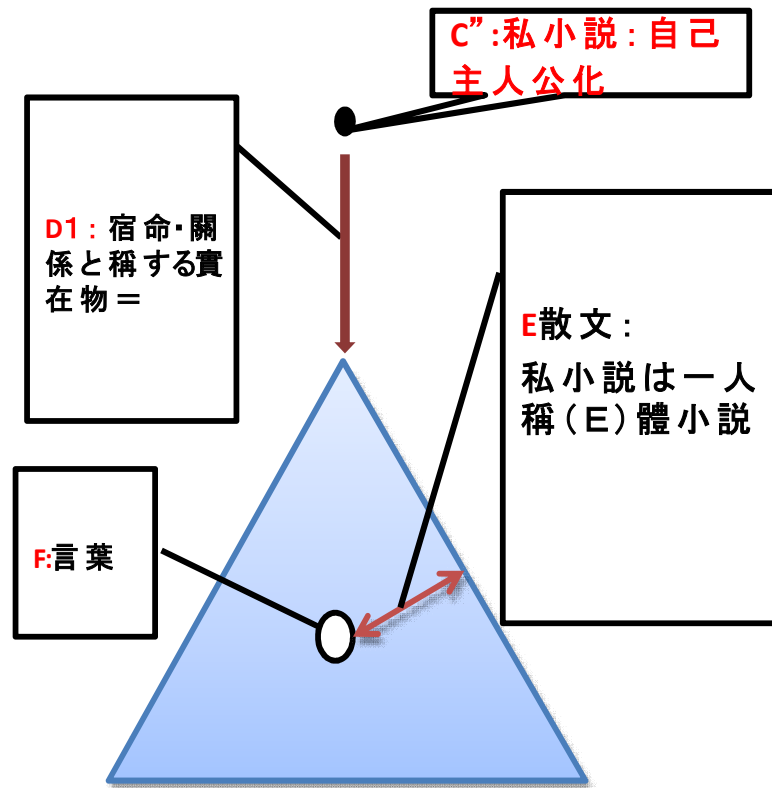 C”:私小説：自己
主人公化
D1：宿命・關
係と稱する實
在物＝
E散文：
私小説は一人
稱（E）體小説
F:言葉